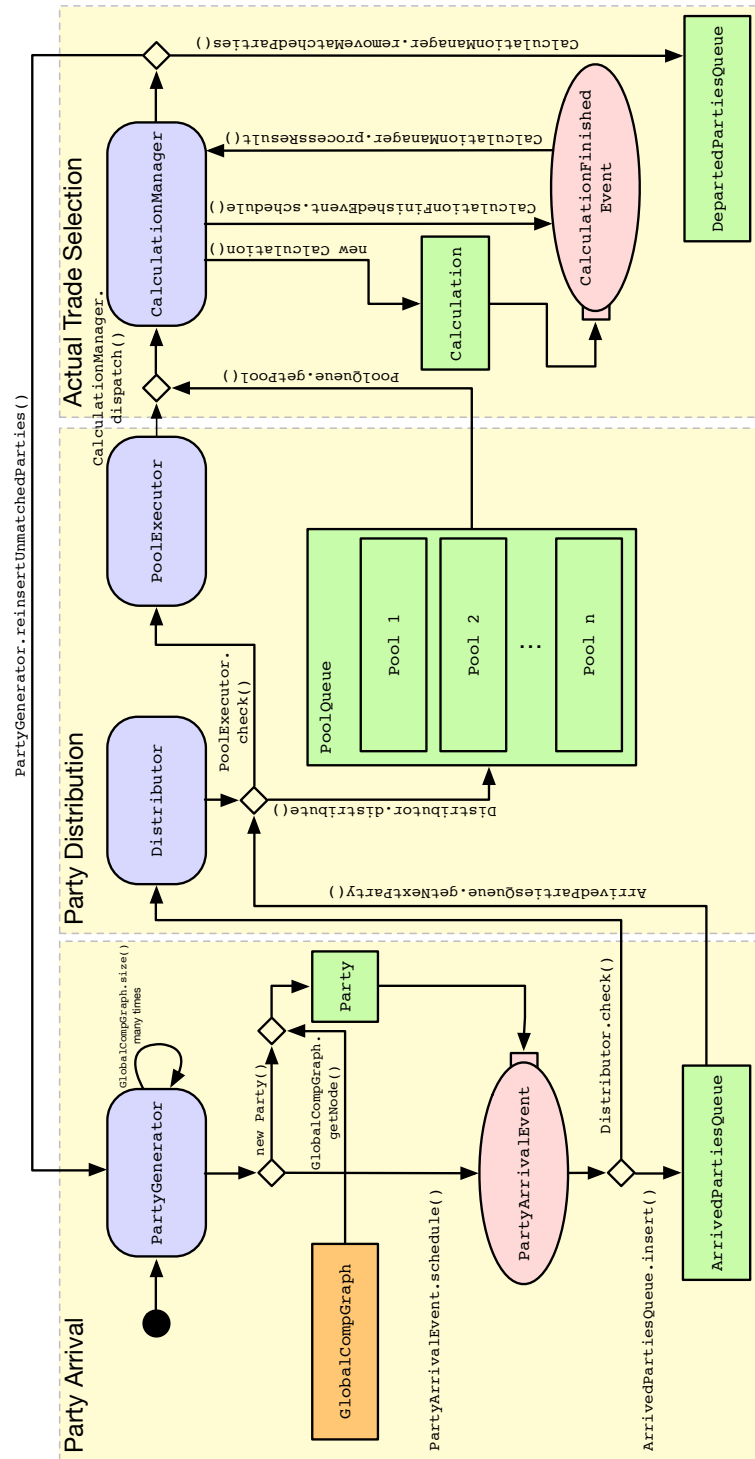 PartyGenerator.reinsertUnmatchedParties()
Party Arrival
GlobalCompGraph.size()
many times
PartyGenerator
new Party()
GlobalCompGraph.
getNode()
Party
GlobalCompGraph
PartyArrivalEvent.schedule()
PartyArrivalEvent
Distributor.check()
ArrivedPartiesQueue.insert()
ArrivedPartiesQueue
Party Distribution
Distributor
PoolExecutor.
check()
PoolExecutor
Distributor.distribute()
ArrivedPartiesQueue.getNextParty()
PoolQueue
Pool 1
Pool 2
...
Pool n
Actual Trade Selection
CalculationManager.
dispatch()
PoolQueue.getPool()
CalculationManager
new Calculation()
CalculationFinishedEvent.schedule()
CalculationManager.processResult()
Calculation
CalculationFinished
Event
CalculationManager.removeMatchedParties()
DepartedPartiesQueue